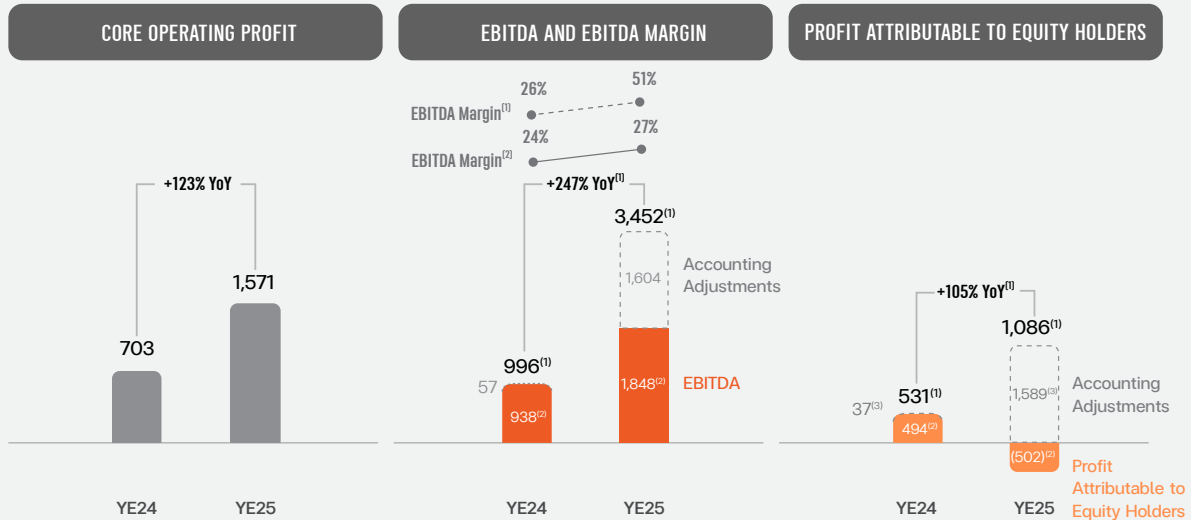 CORE OPERATING PROFIT
+123% YoY
703
1,571
YE24
YE25
EBITDA AND EBITDA MARGIN
26%
51%
EBITDA Margin[1]
24%
27%
EBITDA Margin[2]
+247% YoY[1]
3,452(1)
1,604
Accounting
Adjustments
996(1)
57
938(2)
1,848(2)
EBITDA
YE24
YE25
PROFIT ATTRIBUTABLE TO EQUITY HOLDERS
+105% YoY[1]
1,086(1)
531(1)
37(3)
494(2)
1,589(3)
Accounting
Adjustments
(502)(2)
Profit
Attributable to
Equity Holders
YE24
YE25